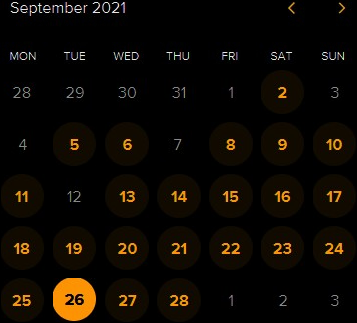 September 2021 < >
MON TUE WED THU FRI SAT SUN
28 29 30 31 1 2 3
4 5 6 7 8 9 10
11 12 13 14 15 16 17
18 19 20 21 22 23 24
25 26 27 28 1 2 3